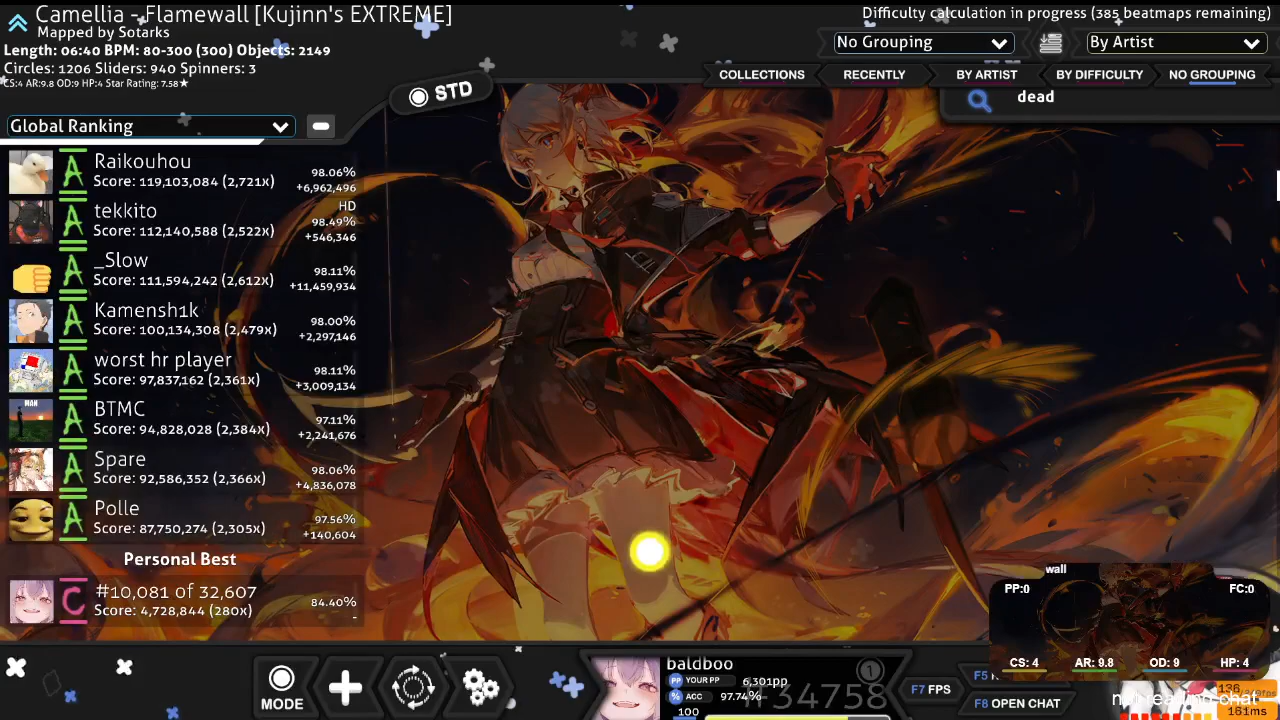 Camellia - Flamewall [Kujinn's EXTREME]
Mapped by Sotarks
Length: 06:40 BPM: 80-300 (300) Objects: 2149
Circles: 1206 Sliders: 940 Spinners: 3
CS:4 AR:9.8 OD:9 HP:4 Star Rating: 7.58★
Difficulty calculation in progress (385 beatmaps remaining)
No Grouping
By Artist
COLLECTIONS
RECENTLY
BY ARTIST
BY DIFFICULTY
NO GROUPING
STD
dead
Global Ranking
Raikouhou
Score: 119,103,084 (2,721x)
98.06%
+6,962,496
A
tekkito
Score: 112,140,588 (2,522x)
HD
98.49%
+546,346
A
_Slow
Score: 111,594,242 (2,612x)
98.11%
+11,459,934
A
Kamensh1k
Score: 100,134,308 (2,479x)
98.00%
+2,297,146
A
worst hr player
Score: 97,837,162 (2,361x)
98.11%
+3,009,134
A
MAN
BTMC
Score: 94,828,028 (2,384x)
97.11%
+2,241,676
A
Spare
Score: 92,586,352 (2,366x)
98.06%
+4,836,078
A
Polle
Score: 87,750,274 (2,305x)
97.56%
+140,604
A
Personal Best
C
#10,081 of 32,607
Score: 4,728,844 (280x)
84.40%
-
wall
PP:0
FC:0
CS: 4
AR: 9.8
OD: 9
HP: 4
MODE
baldboo
PP YOUR PP 6,301pp
% ACC 97.74%
100
1
34758
F7 FPS
F5
F8 OPEN CHAT
not reading chat
161ms